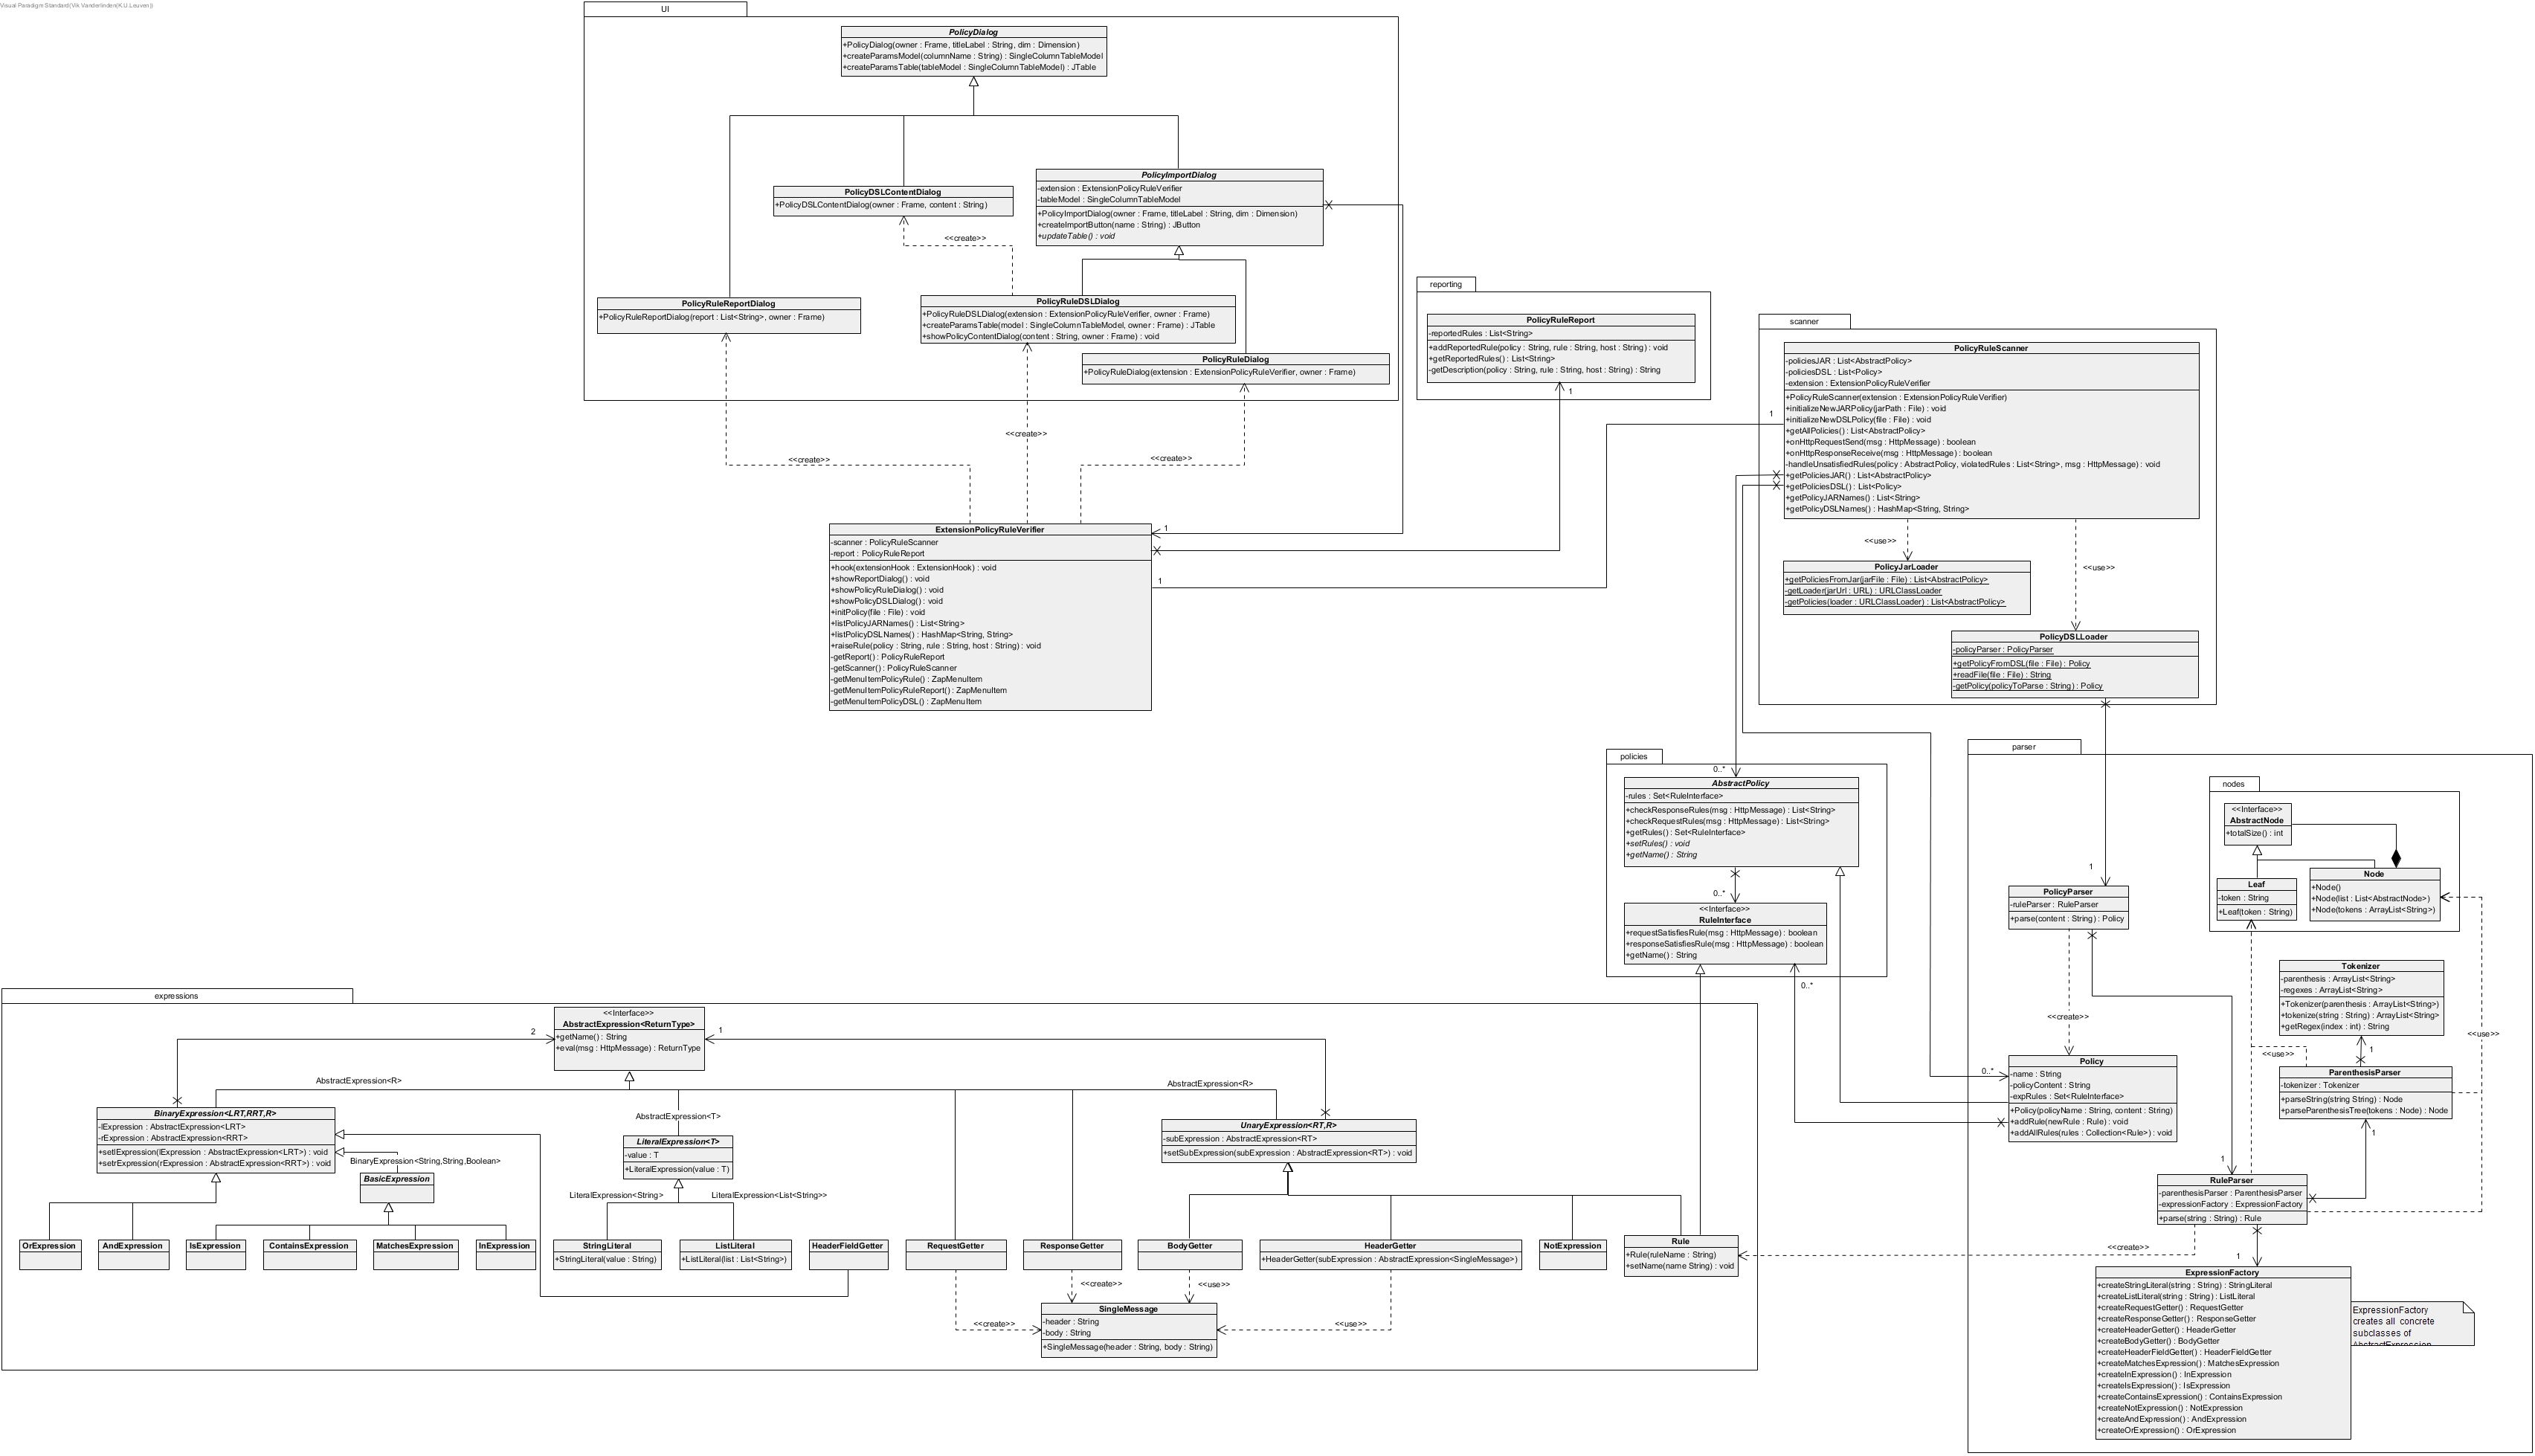 Visual Paradigm Standard(Vik Vanderlinden(K.U.Leuven))
UI
PolicyDialog
+PolicyDialog(owner : Frame, titleLabel : String, dim : Dimension)
+createParamsModel(columnName : String) : SingleColumnTableModel
+createParamsTable(tableModel : SingleColumnTableModel) : JTable
PolicyDSLContentDialog
+PolicyDSLContentDialog(owner : Frame, content : String)
PolicyImportDialog
-extension : ExtensionPolicyRuleVerifier
-tableModel : SingleColumnTableModel
+PolicyImportDialog(owner : Frame, titleLabel : String, dim : Dimension)
+createImportButton(name : String) : JButton
+updateTable() : void
<<create>>
PolicyRuleReportDialog
+PolicyRuleReportDialog(report : List<String>, owner : Frame)
PolicyRuleDSLDialog
+PolicyRuleDSLDialog(extension : ExtensionPolicyRuleVerifier, owner : Frame)
+createParamsTable(model : SingleColumnTableModel, owner : Frame) : JTable
+showPolicyContentDialog(content : String, owner : Frame) : void
PolicyRuleDialog
+PolicyRuleDialog(extension : ExtensionPolicyRuleVerifier, owner : Frame)
<<create>>
<<create>>
<<create>>
ExtensionPolicyRuleVerifier
-scanner : PolicyRuleScanner
-report : PolicyRuleReport
+hook(extensionHook : ExtensionHook) : void
+showReportDialog() : void
+showPolicyRuleDialog() : void
+showPolicyDSLDialog() : void
+initPolicy(file : File) : void
+listPolicyJARNames() : List<String>
+listPolicyDSLNames() : HashMap<String, String>
+raiseRule(policy : String, rule : String, host : String) : void
-getReport() : PolicyRuleReport
-getScanner() : PolicyRuleScanner
-getMenuItemPolicyRule() : ZapMenuItem
-getMenuItemPolicyRuleReport() : ZapMenuItem
-getMenuItemPolicyDSL() : ZapMenuItem
1
1
reporting
PolicyRuleReport
-reportedRules : List<String>
+addReportedRule(policy : String, rule : String, host : String) : void
+getReportedRules() : List<String>
-getDescription(policy : String, rule : String, host : String) : String
1
scanner
PolicyRuleScanner
-policiesJAR : List<AbstractPolicy>
-policiesDSL : List<Policy>
-extension : ExtensionPolicyRuleVerifier
+PolicyRuleScanner(extension : ExtensionPolicyRuleVerifier)
+initializeNewJARPolicy(jarPath : File) : void
+initializeNewDSLPolicy(file : File) : void
+getAllPolicies() : List<AbstractPolicy>
+onHttpRequestSend(msg : HttpMessage) : boolean
+onHttpResponseReceive(msg : HttpMessage) : boolean
-handleUnsatisfiedRules(policy : AbstractPolicy, violatedRules : List<String>, msg : HttpMessage) : void
+getPoliciesJAR() : List<AbstractPolicy>
+getPoliciesDSL() : List<Policy>
+getPolicyJARNames() : List<String>
+getPolicyDSLNames() : HashMap<String, String>
1
<<use>>
<<use>>
PolicyJarLoader
+getPoliciesFromJar(jarFile : File) : List<AbstractPolicy>
-getLoader(jarUrl : URL) : URLClassLoader
-getPolicies(loader : URLClassLoader) : List<AbstractPolicy>
PolicyDSLLoader
-policyParser : PolicyParser
+getPolicyFromDSL(file : File) : Policy
+readFile(file : File) : String
-getPolicy(policyToParse : String) : Policy
policies
0..*
AbstractPolicy
-rules : Set<RuleInterface>
+checkResponseRules(msg : HttpMessage) : List<String>
+checkRequestRules(msg : HttpMessage) : List<String>
+getRules() : Set<RuleInterface>
+setRules() : void
+getName() : String
0..*
<<Interface>>
RuleInterface
+requestSatisfiesRule(msg : HttpMessage) : boolean
+responseSatisfiesRule(msg : HttpMessage) : boolean
+getName() : String
0..*
parser
nodes
<<Interface>>
AbstractNode
+totalSize() : int
Leaf
-token : String
+Leaf(token : String)
Node
+Node()
+Node(list : List<AbstractNode>)
+Node(tokens : ArrayList<String>)
1
PolicyParser
-ruleParser : RuleParser
+parse(content : String) : Policy
<<create>>
Tokenizer
-parenthesis : ArrayList<String>
-regexes : ArrayList<String>
+Tokenizer(parenthesis : ArrayList<String>)
+tokenize(string : String) : ArrayList<String>
+getRegex(index : int) : String
<<use>>
<<use>>
1
ParenthesisParser
-tokenizer : Tokenizer
+parseString(string String) : Node
+parseParenthesisTree(tokens : Node) : Node
0..*
Policy
-name : String
-policyContent : String
-expRules : Set<RuleInterface>
+Policy(policyName : String, content : String)
+addRule(newRule : Rule) : void
+addAllRules(rules : Collection<Rule>) : void
1
1
RuleParser
-parenthesisParser : ParenthesisParser
-expressionFactory : ExpressionFactory
+parse(string : String) : Rule
<<create>>
1
ExpressionFactory
+createStringLiteral(string : String) : StringLiteral
+createListLiteral(string : String) : ListLiteral
+createRequestGetter() : RequestGetter
+createResponseGetter() : ResponseGetter
+createHeaderGetter() : HeaderGetter
+createBodyGetter() : BodyGetter
+createHeaderFieldGetter() : HeaderFieldGetter
+createMatchesExpression() : MatchesExpression
+createInExpression() : InExpression
+createIsExpression() : IsExpression
+createContainsExpression() : ContainsExpression
+createNotExpression() : NotExpression
+createAndExpression() : AndExpression
+createOrExpression() : OrExpression
ExpressionFactory
creates all concrete
subclasses of
AbstractExpression
expressions
<<Interface>>
AbstractExpression<ReturnType>
+getName() : String
+eval(msg : HttpMessage) : ReturnType
2
1
AbstractExpression<R>
AbstractExpression<R>
AbstractExpression<T>
BinaryExpression<LRT,RRT,R>
-lExpression : AbstractExpression<LRT>
-rExpression : AbstractExpression<RRT>
+setlExpression(lExpression : AbstractExpression<LRT>) : void
+setrExpression(rExpression : AbstractExpression<RRT>) : void
BinaryExpression<String,String,Boolean>
BasicExpression
LiteralExpression<T>
-value : T
+LiteralExpression(value : T)
LiteralExpression<String>
LiteralExpression<List<String>>
UnaryExpression<RT,R>
-subExpression : AbstractExpression<RT>
+setSubExpression(subExpression : AbstractExpression<RT>) : void
OrExpression
AndExpression
IsExpression
ContainsExpression
MatchesExpression
InExpression
StringLiteral
+StringLiteral(value : String)
ListLiteral
+ListLiteral(list : List<String>)
HeaderFieldGetter
RequestGetter
ResponseGetter
BodyGetter
HeaderGetter
+HeaderGetter(subExpression : AbstractExpression<SingleMessage>)
NotExpression
Rule
+Rule(ruleName : String)
+setName(name String) : void
<<create>>
<<use>>
<<create>>
<<use>>
SingleMessage
-header : String
-body : String
+SingleMessage(header : String, body : String)